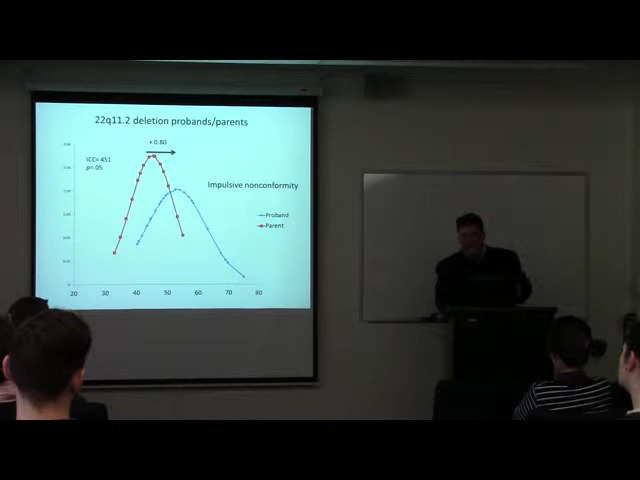 22q11.2 deletion probands/parents
+ 0.80
ICC=.451
p=.05
Impulsive nonconformity
Proband
Parent
20 30 40 50 60 70 80